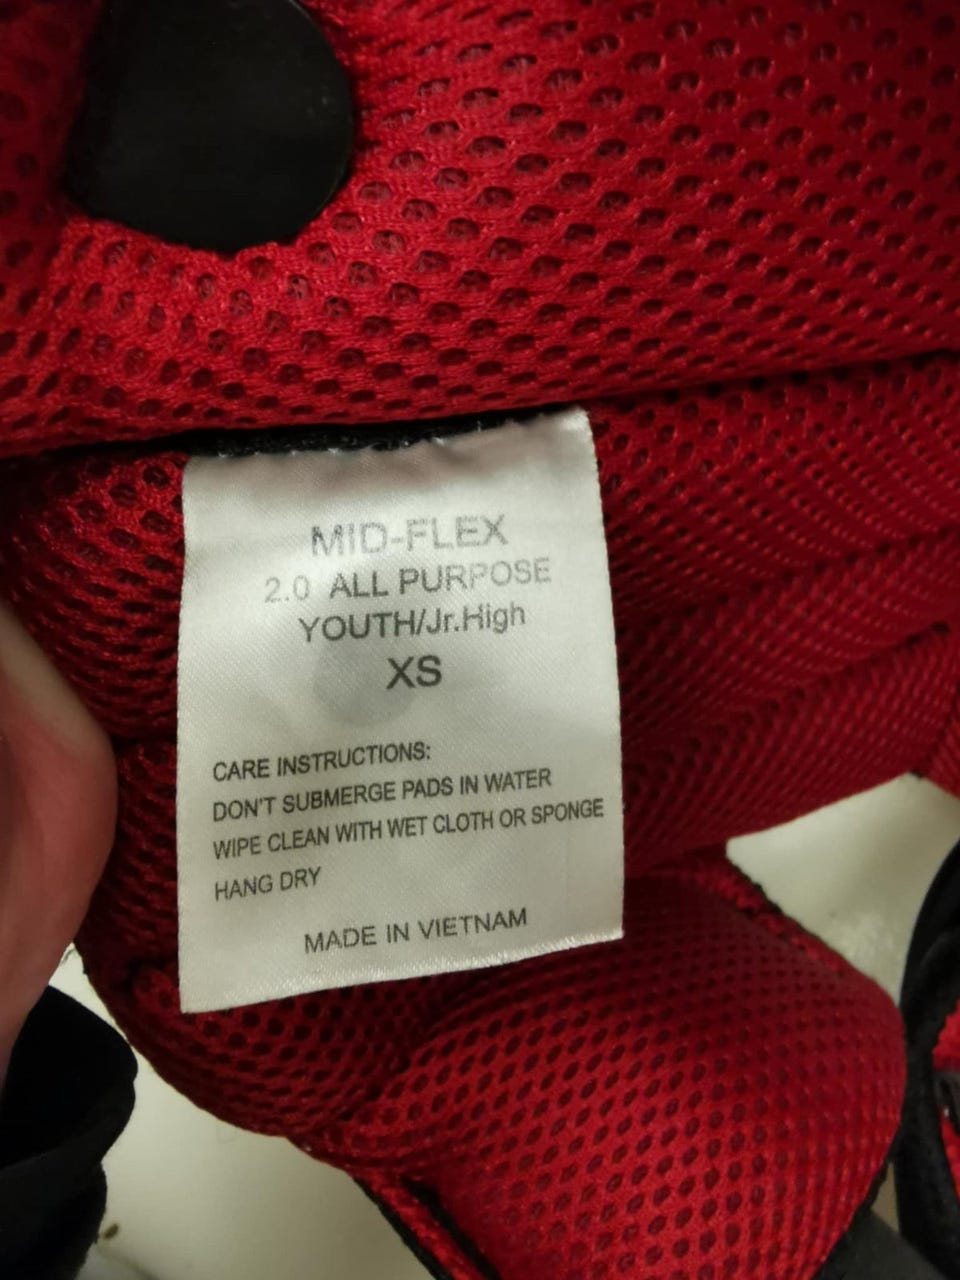 MID-FLEX
2.0 ALL PURPOSE
YOUTH/Jr.High
XS
CARE INSTRUCTIONS:
DON'T SUBMERGE PADS IN WATER
WIPE CLEAN WITH WET CLOTH OR SPONGE
HANG DRY
MADE IN VIETNAM